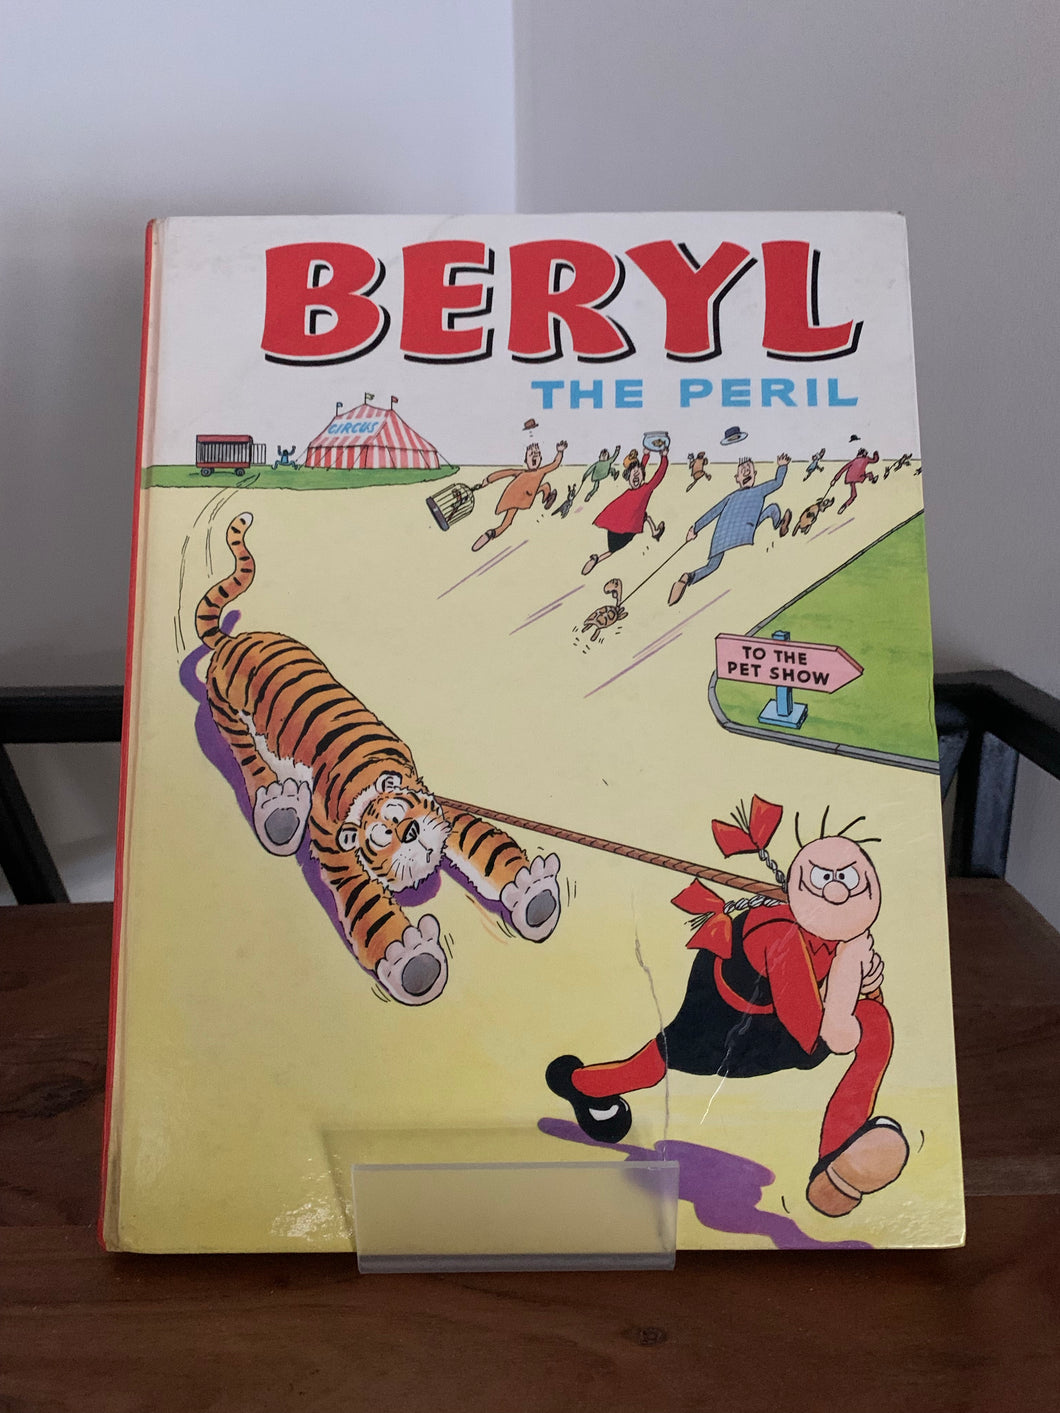 BERYL
THE PERIL
CIRCUS
TO THE
PET SHOW